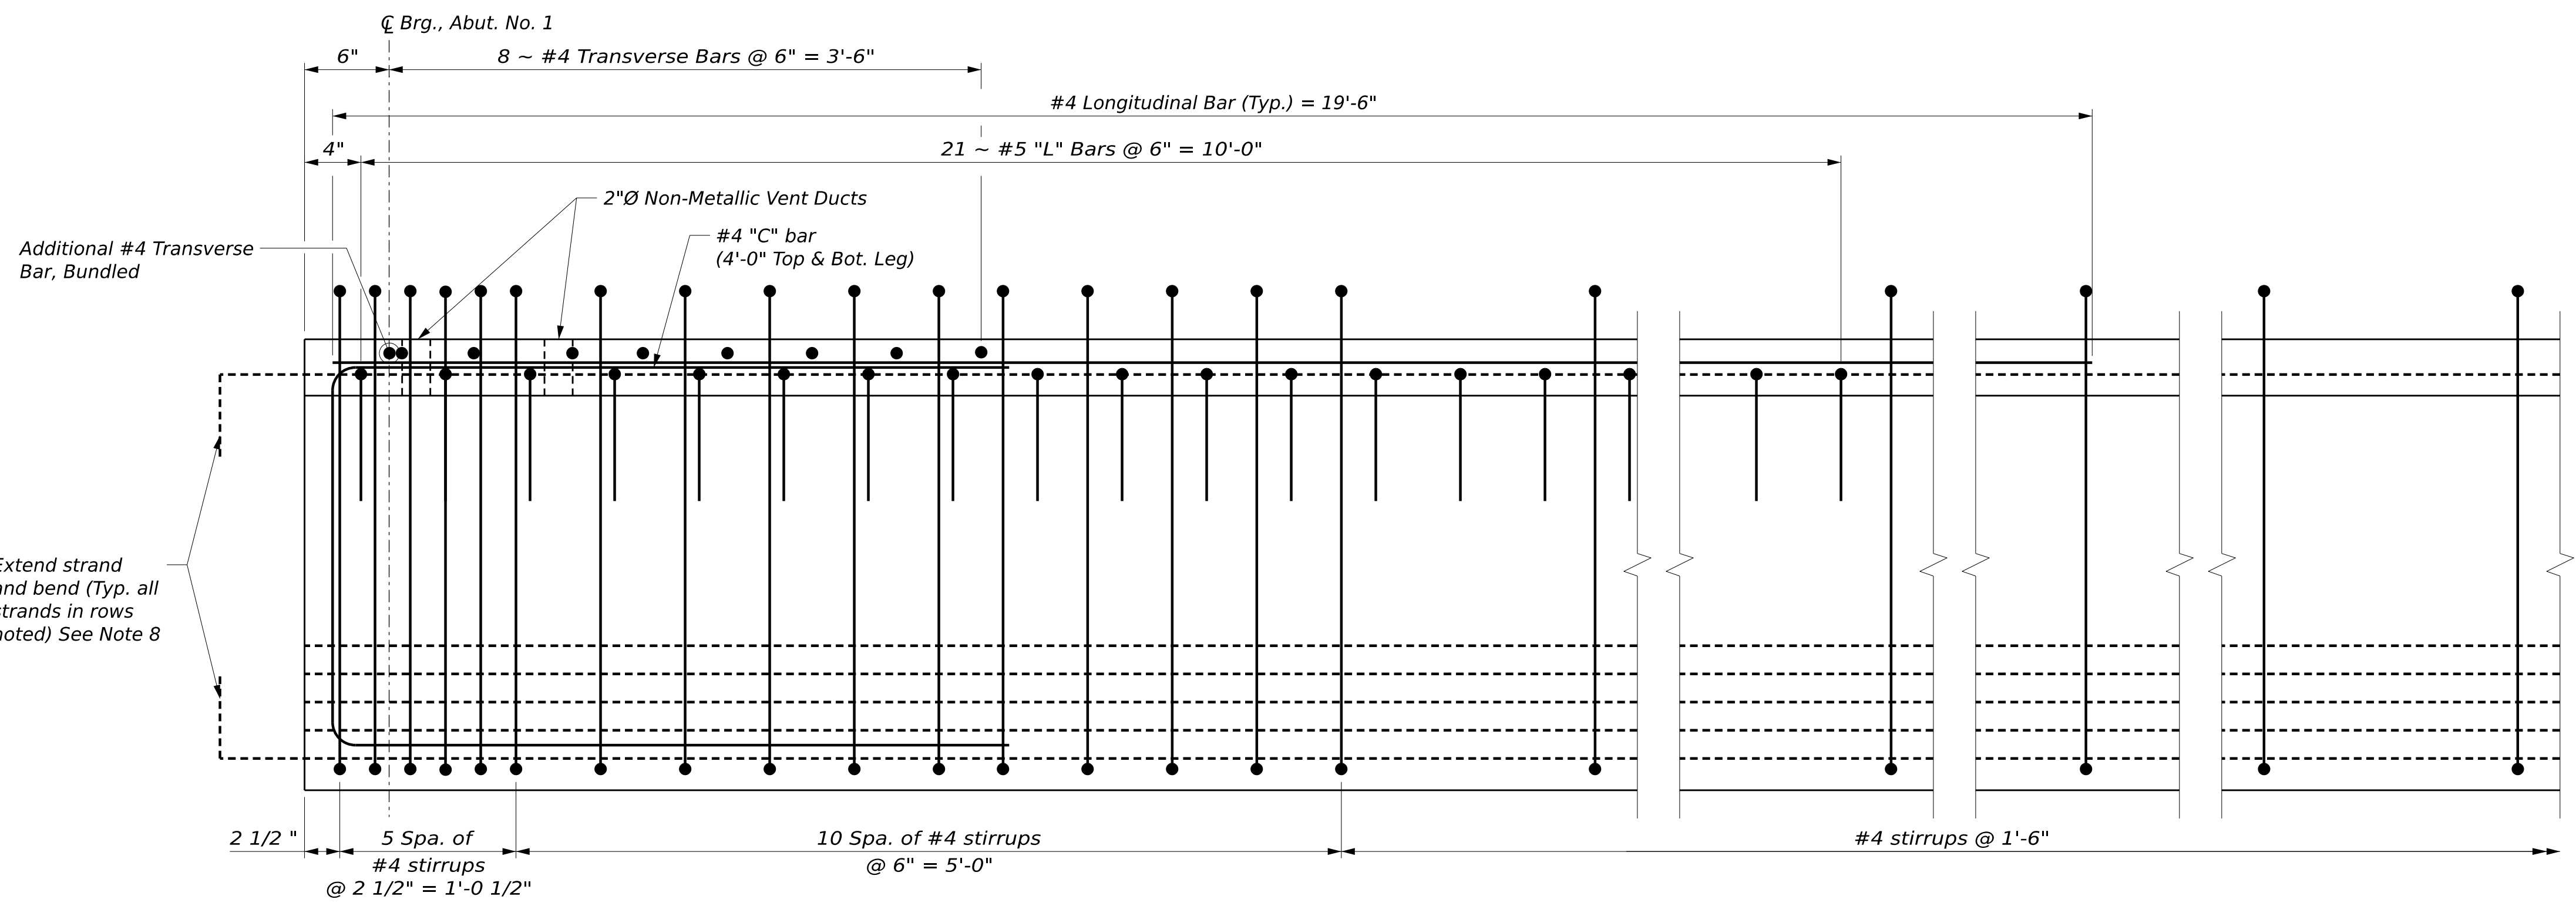 ℄ Brg., Abut. No. 1
6"
8 ~ #4 Transverse Bars @ 6" = 3'-6"
#4 Longitudinal Bar (Typ.) = 19'-6"
4"
21 ~ #5 "L" Bars @ 6" = 10'-0"
2"Ø Non-Metallic Vent Ducts
#4 "C" bar
(4'-0" Top & Bot. Leg)
Additional #4 Transverse
Bar, Bundled
Extend strand
and bend (Typ. all
strands in rows
noted) See Note 8
2 1/2 "
5 Spa. of
#4 stirrups
@ 2 1/2" = 1'-0 1/2"
10 Spa. of #4 stirrups
@ 6" = 5'-0"
#4 stirrups @ 1'-6"